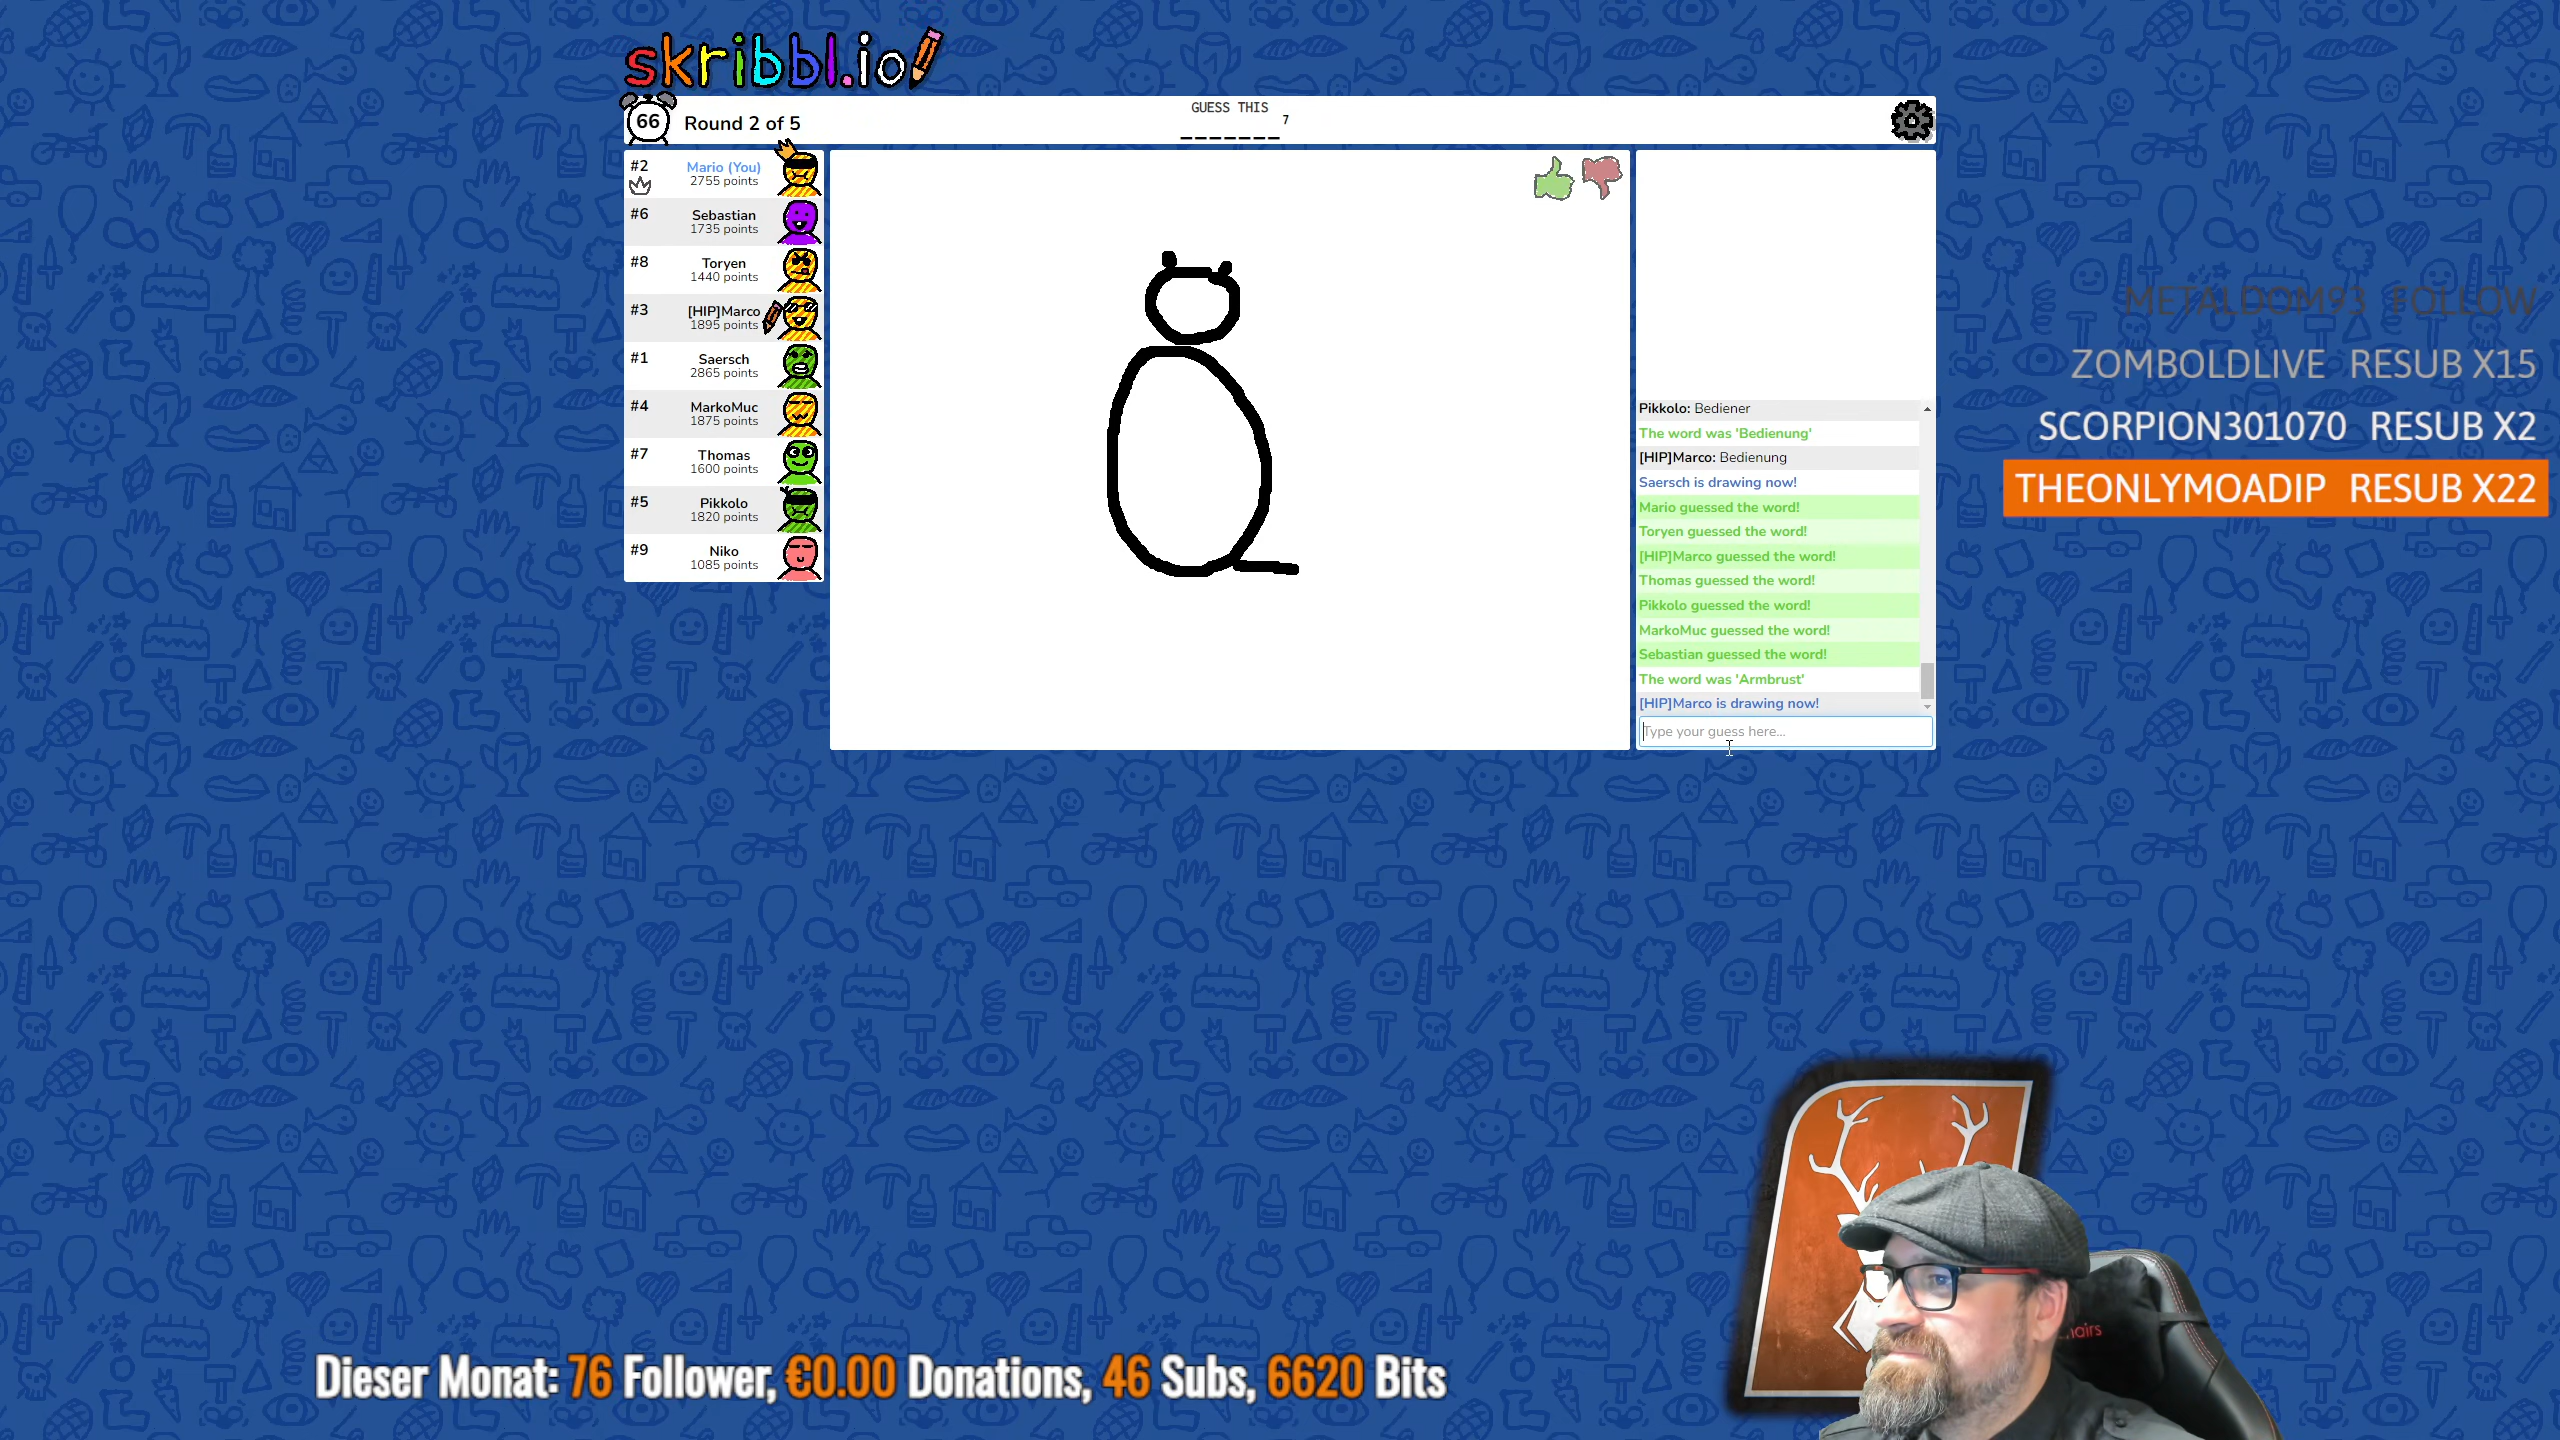 skribbl.io
66
Round 2 of 5
GUESS THIS
_______ 7
#2 Mario (You)
2755 points
#6 Sebastian
1735 points
#8 Toryen
1440 points
#3 [HIP]Marco
1895 points
#1 Saersch
2865 points
#4 MarkoMuc
1875 points
#7 Thomas
1600 points
#5 Pikkolo
1820 points
#9 Niko
1085 points
Pikkolo: Bediener
The word was 'Bedienung'
[HIP]Marco: Bedienung
Saersch is drawing now!
Mario guessed the word!
Toryen guessed the word!
[HIP]Marco guessed the word!
Thomas guessed the word!
Pikkolo guessed the word!
MarkoMuc guessed the word!
Sebastian guessed the word!
The word was 'Armbrust'
[HIP]Marco is drawing now!
Type your guess here...
METALDOM93 FOLLOW
ZOMBOLDLIVE RESUB X15
SCORPION301070 RESUB X2
THEONLYMOADIP RESUB X22
Dieser Monat: 76 Follower, €0.00 Donations, 46 Subs, 6620 Bits